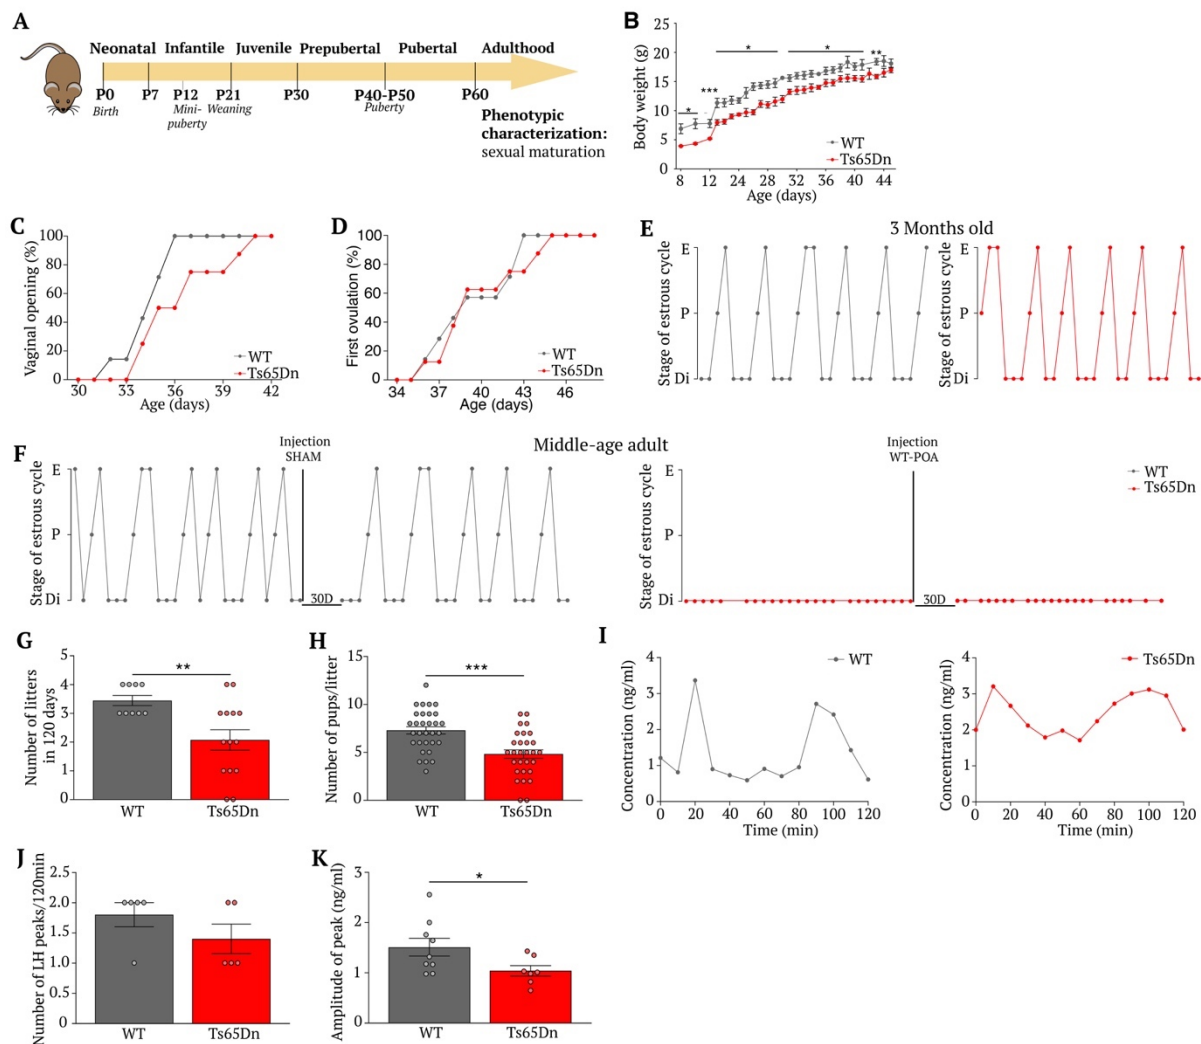 A
Neonatal Infantile Juvenile Prepubertal Pubertal Adulthood
P0 P7 P12 P21 P30 P40-P50 P60
Birth Mini-puberty Weaning Puberty
Phenotypic
characterization:
sexual maturation
B
Body weight (g)
25
20
15
10
5
0
* *** * * **
WT
Ts65Dn
8 12 24 28 32 36 40 44
Age (days)
C
Vaginal opening (%)
100
80
60
40
20
0
WT
Ts65Dn
30 33 36 39 42
Age (days)
D
First ovulation (%)
100
80
60
40
20
0
WT
Ts65Dn
34 37 40 43 46
Age (days)
E
3 Months old
Stage of estrous cycle
E
P
Di
Stage of estrous cycle
E
P
Di
F
Middle-age adult
Injection
SHAM
Stage of estrous cycle
E
P
Di
30D
Injection
WT-POA
Stage of estrous cycle
E
P
Di
30D
WT
Ts65Dn
G
Number of litters
in 120 days
5
4
3
2
1
0
**
WT Ts65Dn
H
Number of pups/litter
15
10
5
0
***
WT Ts65Dn
I
Concentration (ng/ml)
4
3
2
1
0
WT
0 20 40 60 80 100 120
Time (min)
Concentration (ng/ml)
4
3
2
1
0
Ts65Dn
0 20 40 60 80 100 120
Time (min)
J
Number of LH peaks/120min
2.5
2.0
1.5
1.0
0.5
0
WT Ts65Dn
K
Amplitude of peak (ng/ml)
3
2
1
0
*
WT Ts65Dn